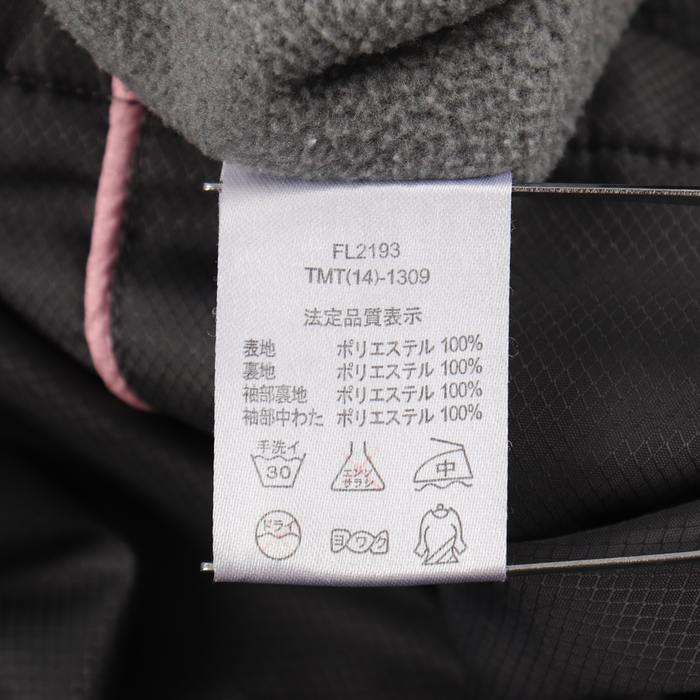 FL2193
TMT(14)-1309
法定品質表示
表地 ポリエステル 100%
裏地 ポリエステル 100%
袖部裏地 ポリエステル 100%
袖部中わた ポリエステル 100%
手洗イ
30
エンソ
サラシ
中
ドライ
ヨワク